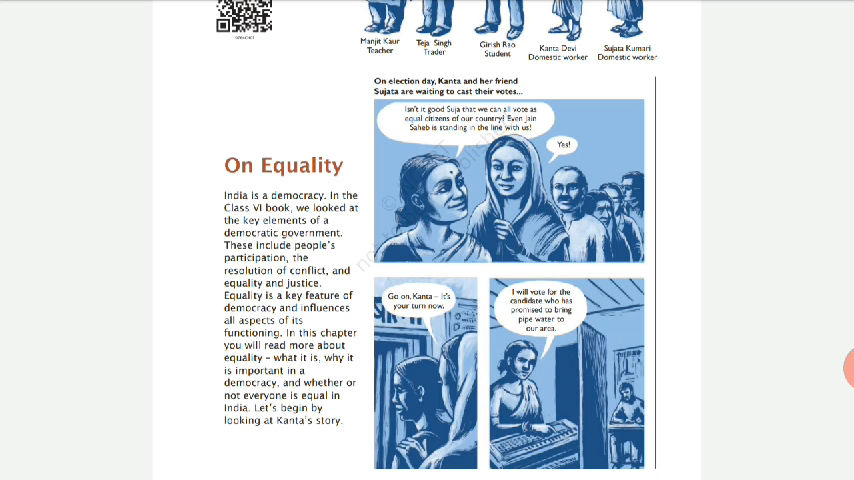 Manjit Kaur
Teacher
Teja Singh
Trader
Girish Rao
Student
Kanta Devi
Domestic worker
Sujata Kumari
Domestic worker
On election day, Kanta and her friend
Sujata are waiting to cast their votes...
Isn't it good Suja that we can all vote as
equal citizens of our country? Even Jain
Saheb is standing in the line with us!
Yes!
On Equality
India is a democracy. In the
Class VI book, we looked at
the key elements of a
democratic government.
These include people's
participation, the
resolution of conflict, and
equality and justice.
Equality is a key feature of
democracy and influences
all aspects of its
functioning. In this chapter
you will read more about
equality – what it is, why it
is important in a
democracy, and whether or
not everyone is equal in
India. Let's begin by
looking at Kanta's story.
Go on, Kanta – it's
your turn now.
I will vote for the
candidate who has
promised to bring
pipe water to
our area.